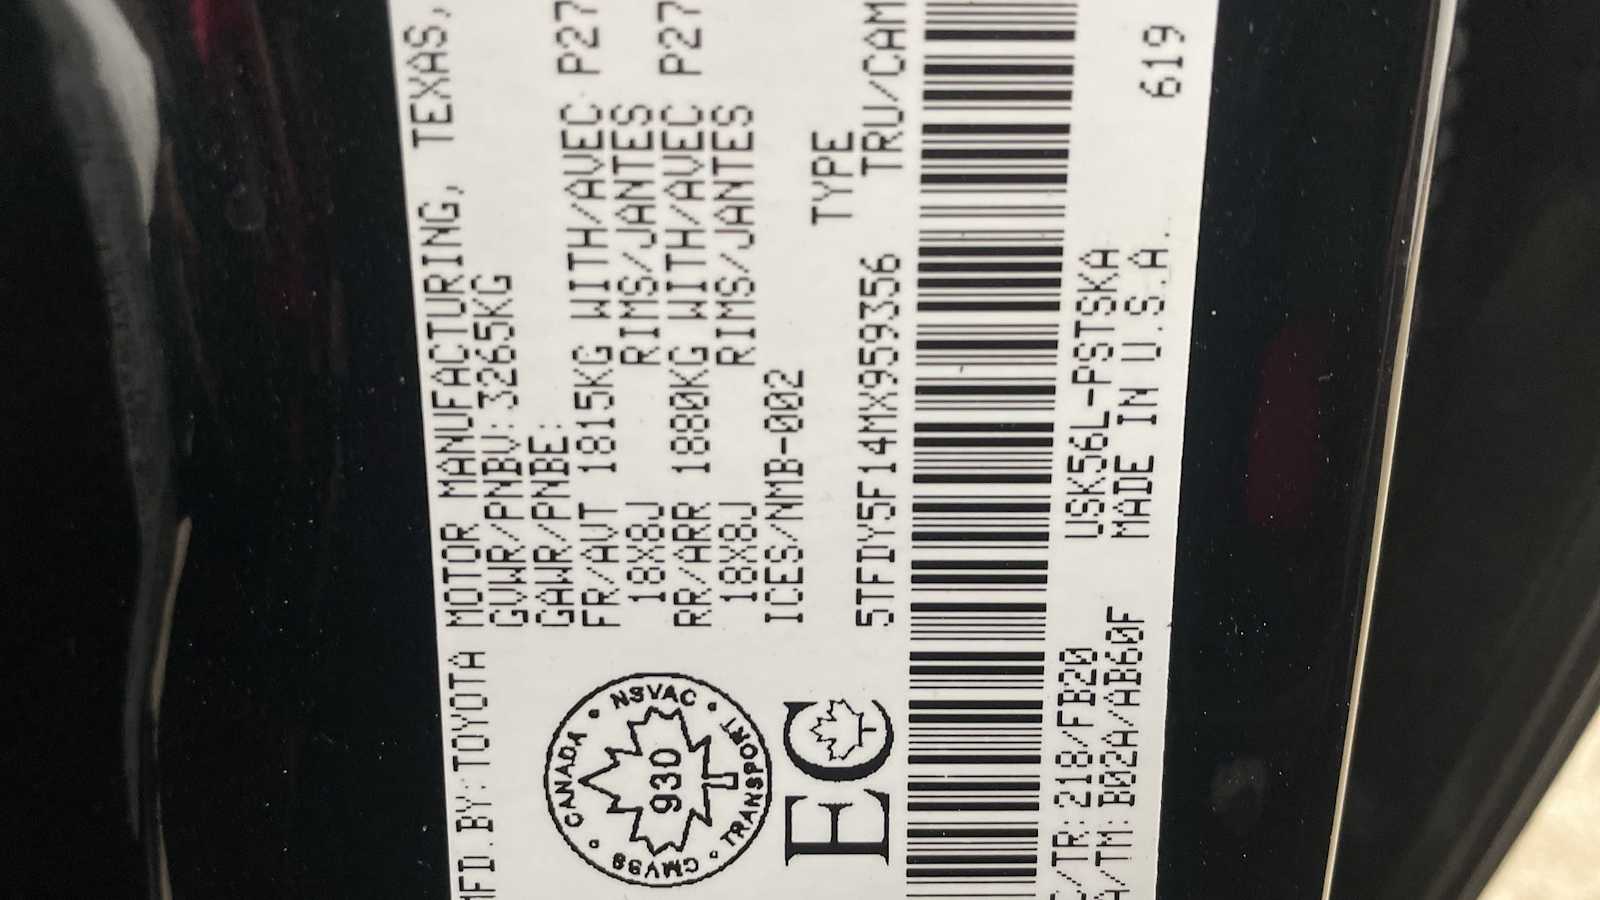 MFD.BY:TOYOTA MOTOR MANUFACTURING, TEXAS,
GVWR/PNBV:3265KG
GAWR/PNBE:
FR/AVT 1815KG WITH/AVEC P27
18X8J RIMS/JANTES
RR/ARR 1880KG WITH/AVEC P27
18X8J RIMS/JANTES
ICES/NMB-002
CANADA • NSVAC • TRANSPORT • CMVSS •
930
EC
TYPE
5TFDY5F14MX959356 TRU/CAM
C/TR:218/FB20 USK56L-PSTSKA
A/TM:B02A/AB60F MADE IN U.S.A.
619